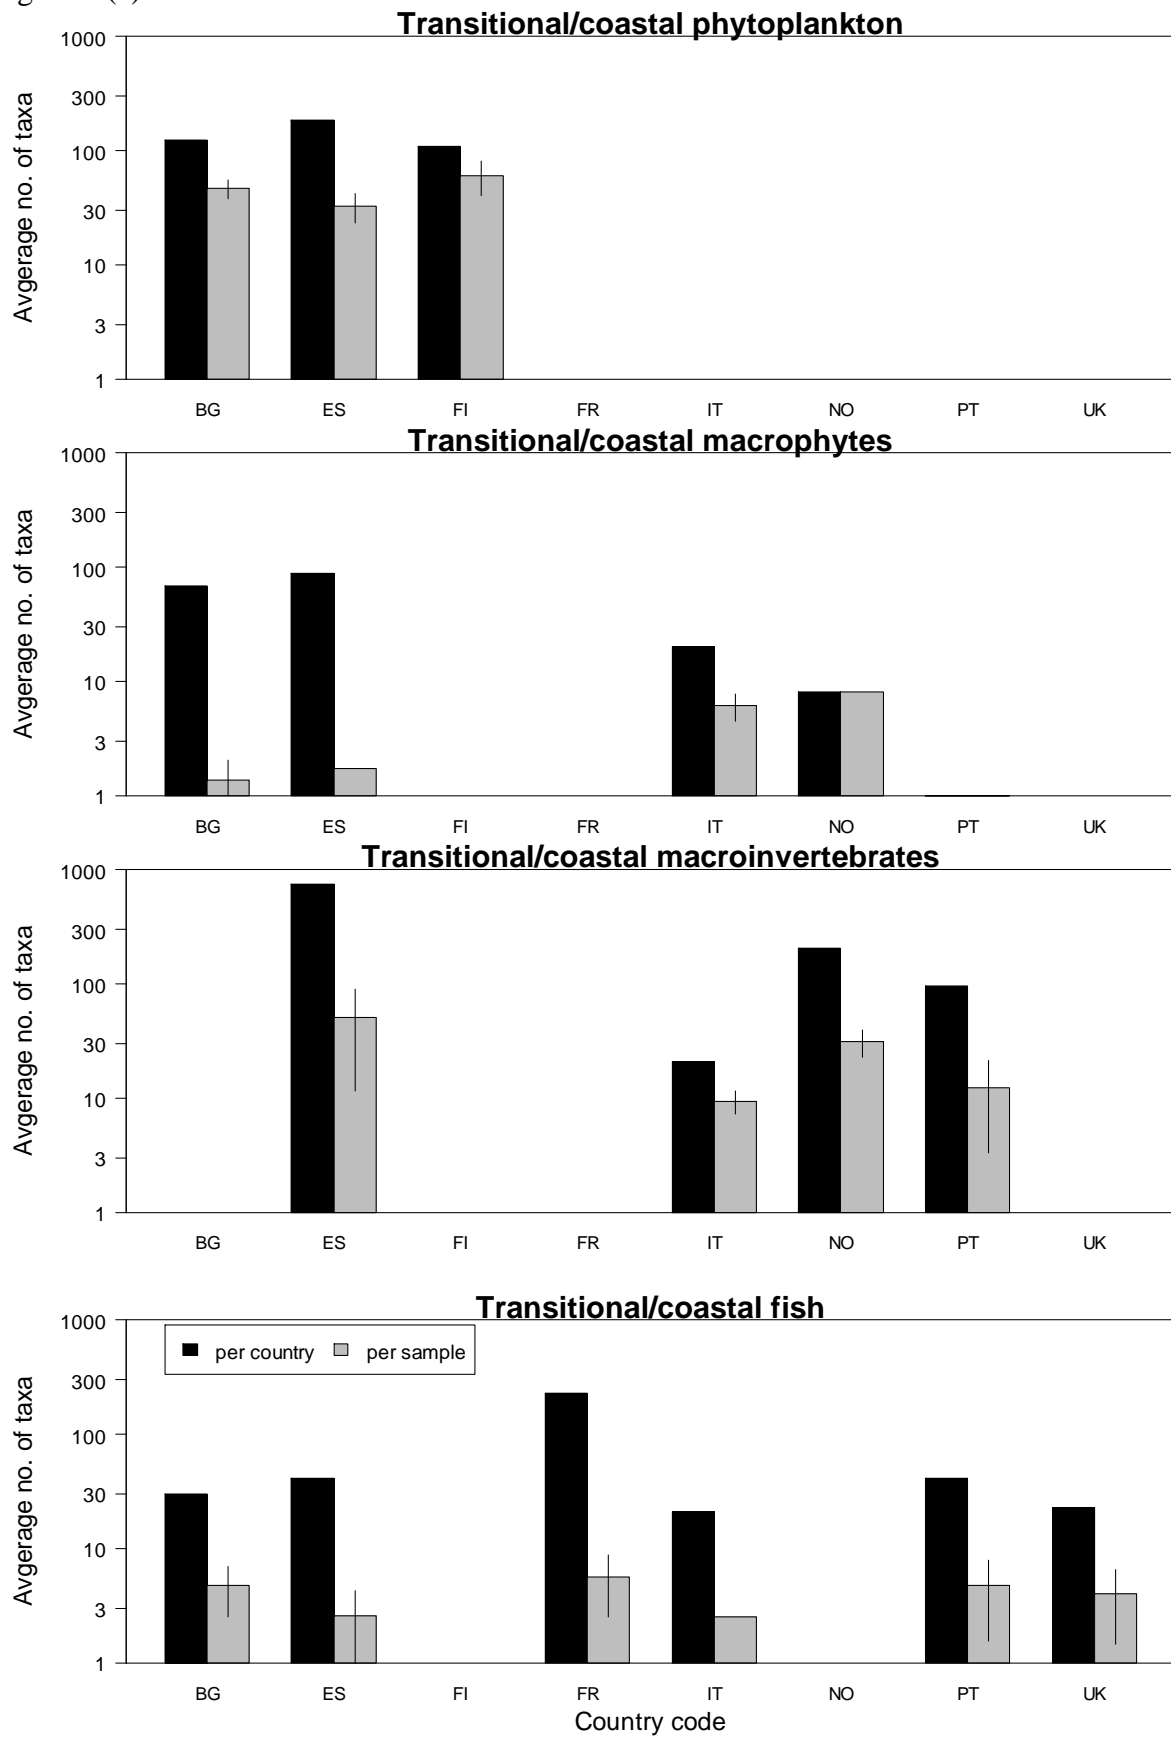 Transitional/coastal phytoplankton
Avgerage no. of taxa
1000
300
100
30
10
3
1
BG ES FI FR IT NO PT UK
Transitional/coastal macrophytes
Avgerage no. of taxa
1000
300
100
30
10
3
1
BG ES FI FR IT NO PT UK
Transitional/coastal macroinvertebrates
Avgerage no. of taxa
1000
300
100
30
10
3
1
BG ES FI FR IT NO PT UK
Transitional/coastal fish
Avgerage no. of taxa
1000
300
100
30
10
3
1
per country per sample
BG ES FI FR IT NO PT UK
Country code